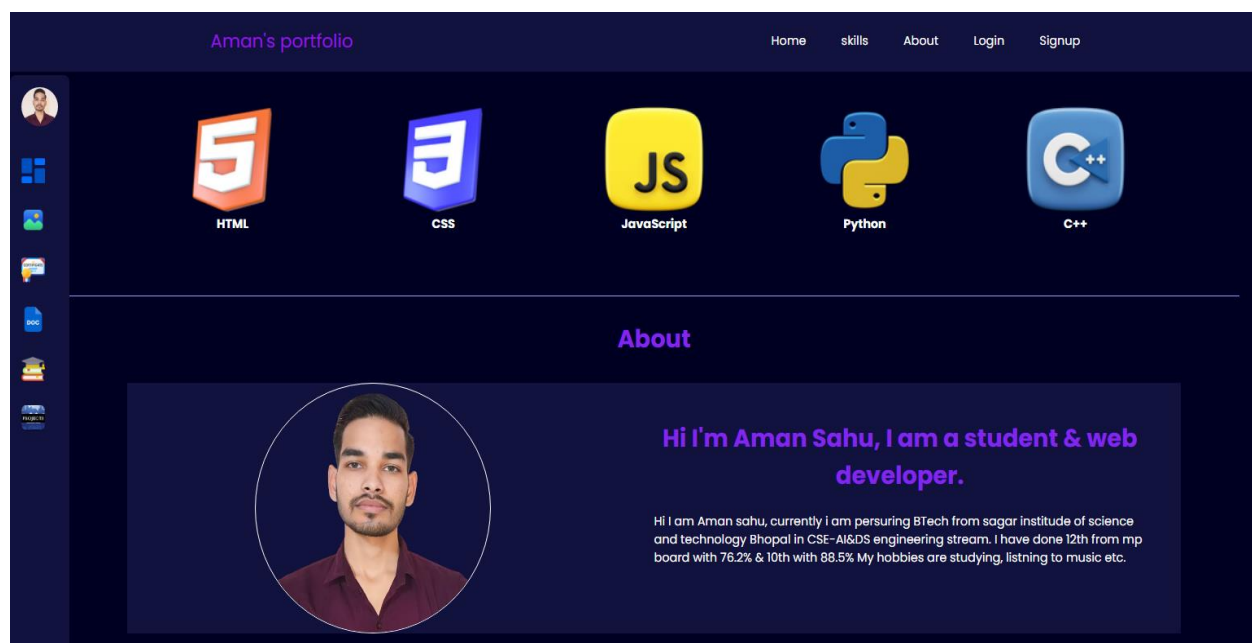 Aman's portfolio
Home skills About Login Signup
5
JS
C++
HTML CSS JavaScript Python C++
DOC
PROJECTS
About
Hi I'm Aman Sahu, I am a student & web
developer.
Hi I am Aman sahu, currently i am persuring BTech from sagar institude of science
and technology Bhopal in CSE-AI&DS engineering stream. I have done 12th from mp
board with 76.2% & 10th with 88.5% My hobbies are studying, listning to music etc.